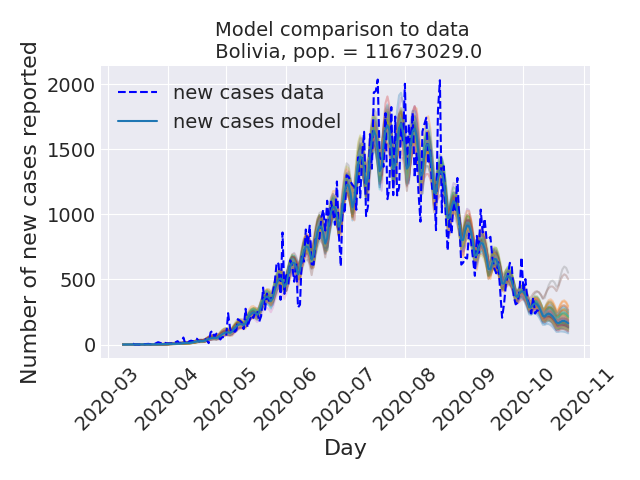 Model comparison to data
Bolivia, pop. = 11673029.0
new cases data
new cases model
Number of new cases reported
2000
1500
1000
500
0
2020-03
2020-04
2020-05
2020-06
2020-07
2020-08
2020-09
2020-10
2020-11
Day